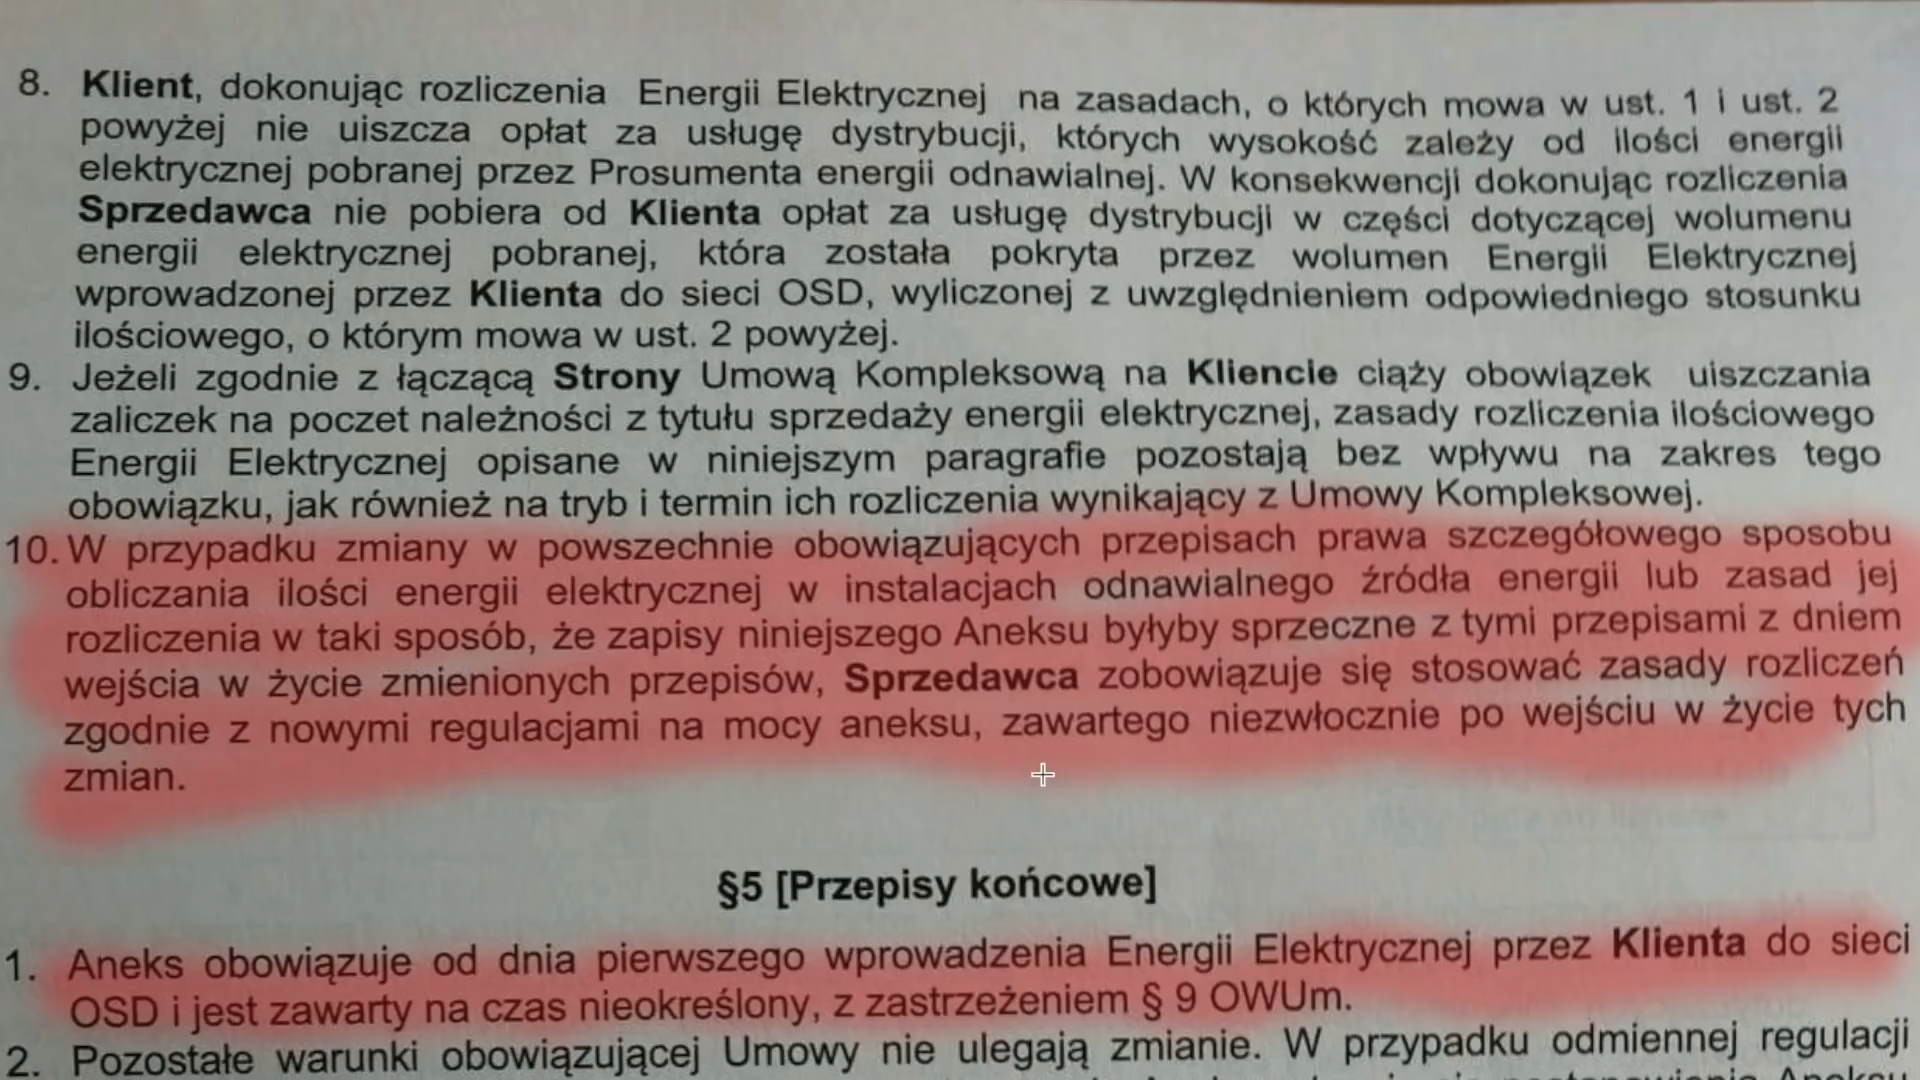 8. Klient, dokonując rozliczenia Energii Elektrycznej na zasadach, o których mowa w ust. 1 i ust. 2
powyżej nie uiszcza opłat za usługę dystrybucji, których wysokość zależy od ilości energii
elektrycznej pobranej przez Prosumenta energii odnawialnej. W konsekwencji dokonując rozliczenia
Sprzedawca nie pobiera od Klienta opłat za usługę dystrybucji w części dotyczącej wolumenu
energii elektrycznej pobranej, która została pokryta przez wolumen Energii Elektrycznej
wprowadzonej przez Klienta do sieci OSD, wyliczonej z uwzględnieniem odpowiedniego stosunku
ilościowego, o którym mowa w ust. 2 powyżej.
9. Jeżeli zgodnie z łączącą Strony Umową Kompleksową na Kliencie ciąży obowiązek uiszczania
zaliczek na poczet należności z tytułu sprzedaży energii elektrycznej, zasady rozliczenia ilościowego
Energii Elektrycznej opisane w niniejszym paragrafie pozostają bez wpływu na zakres tego
obowiązku, jak również na tryb i termin ich rozliczenia wynikający z Umowy Kompleksowej.
10. W przypadku zmiany w powszechnie obowiązujących przepisach prawa szczegółowego sposobu
obliczania ilości energii elektrycznej w instalacjach odnawialnego źródła energii lub zasad jej
rozliczenia w taki sposób, że zapisy niniejszego Aneksu byłyby sprzeczne z tymi przepisami z dniem
wejścia w życie zmienionych przepisów, Sprzedawca zobowiązuje się stosować zasady rozliczeń
zgodnie z nowymi regulacjami na mocy aneksu, zawartego niezwłocznie po wejściu w życie tych
zmian.
§5 [Przepisy końcowe]
1. Aneks obowiązuje od dnia pierwszego wprowadzenia Energii Elektrycznej przez Klienta do sieci
OSD i jest zawarty na czas nieokreślony, z zastrzeżeniem § 9 OWUm.
2. Pozostałe warunki obowiązującej Umowy nie ulegają zmianie. W przypadku odmiennej regulacji